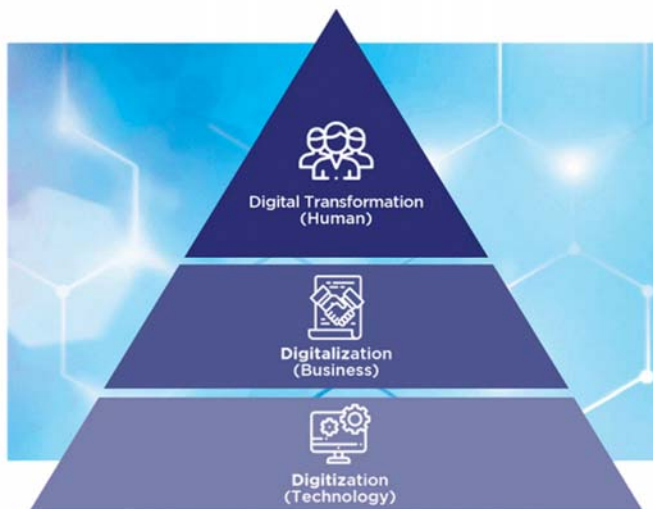 Digital Transformation
(Human)
Digitalization
(Business)
Digitization
(Technology)